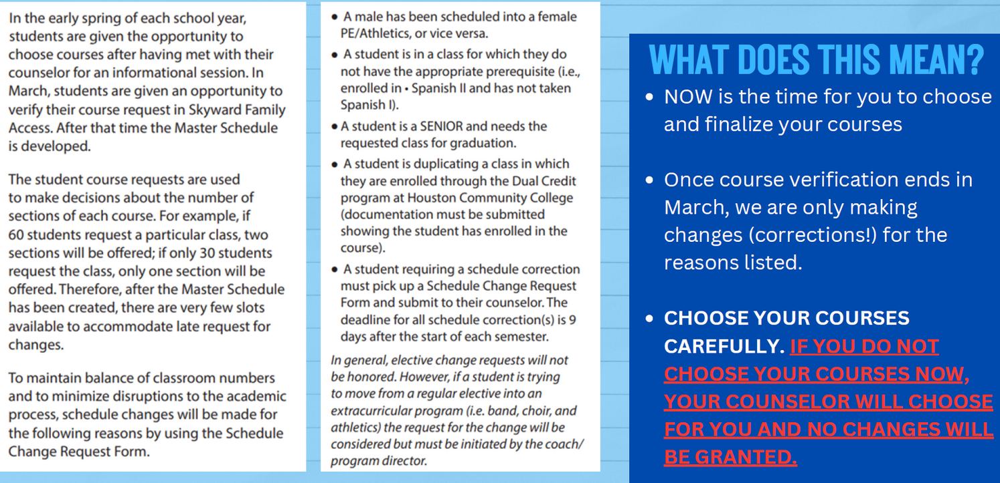 In the early spring of each school year,
students are given the opportunity to
choose courses after having met with their
counselor for an informational session. In
March, students are given an opportunity to
verify their course request in Skyward Family
Access. After that time the Master Schedule
is developed.
The student course requests are used
to make decisions about the number of
sections of each course. For example, if
60 students request a particular class, two
sections will be offered; if only 30 students
request the class, only one section will be
offered. Therefore, after the Master Schedule
has been created, there are very few slots
available to accommodate late request for
changes.
To maintain balance of classroom numbers
and to minimize disruptions to the academic
process, schedule changes will be made for
the following reasons by using the Schedule
Change Request Form.
● A male has been scheduled into a female
PE/Athletics, or vice versa.
● A student is in a class for which they do
not have the appropriate prerequisite (i.e.,
enrolled in • Spanish II and has not taken
Spanish I).
● A student is a SENIOR and needs the
requested class for graduation.
● A student is duplicating a class in which
they are enrolled through the Dual Credit
program at Houston Community College
(documentation must be submitted
showing the student has enrolled in the
course).
● A student requiring a schedule correction
must pick up a Schedule Change Request
Form and submit to their counselor. The
deadline for all schedule correction(s) is 9
days after the start of each semester.
In general, elective change requests will not
be honored. However, if a student is trying
to move from a regular elective into an
extracurricular program (i.e. band, choir, and
athletics) the request for the change will be
considered but must be initiated by the coach/
program director.
WHAT DOES THIS MEAN?
• NOW is the time for you to choose
and finalize your courses
• Once course verification ends in
March, we are only making
changes (corrections!) for the
reasons listed.
• CHOOSE YOUR COURSES
CAREFULLY. IF YOU DO NOT
CHOOSE YOUR COURSES NOW,
YOUR COUNSELOR WILL CHOOSE
FOR YOU AND NO CHANGES WILL
BE GRANTED.